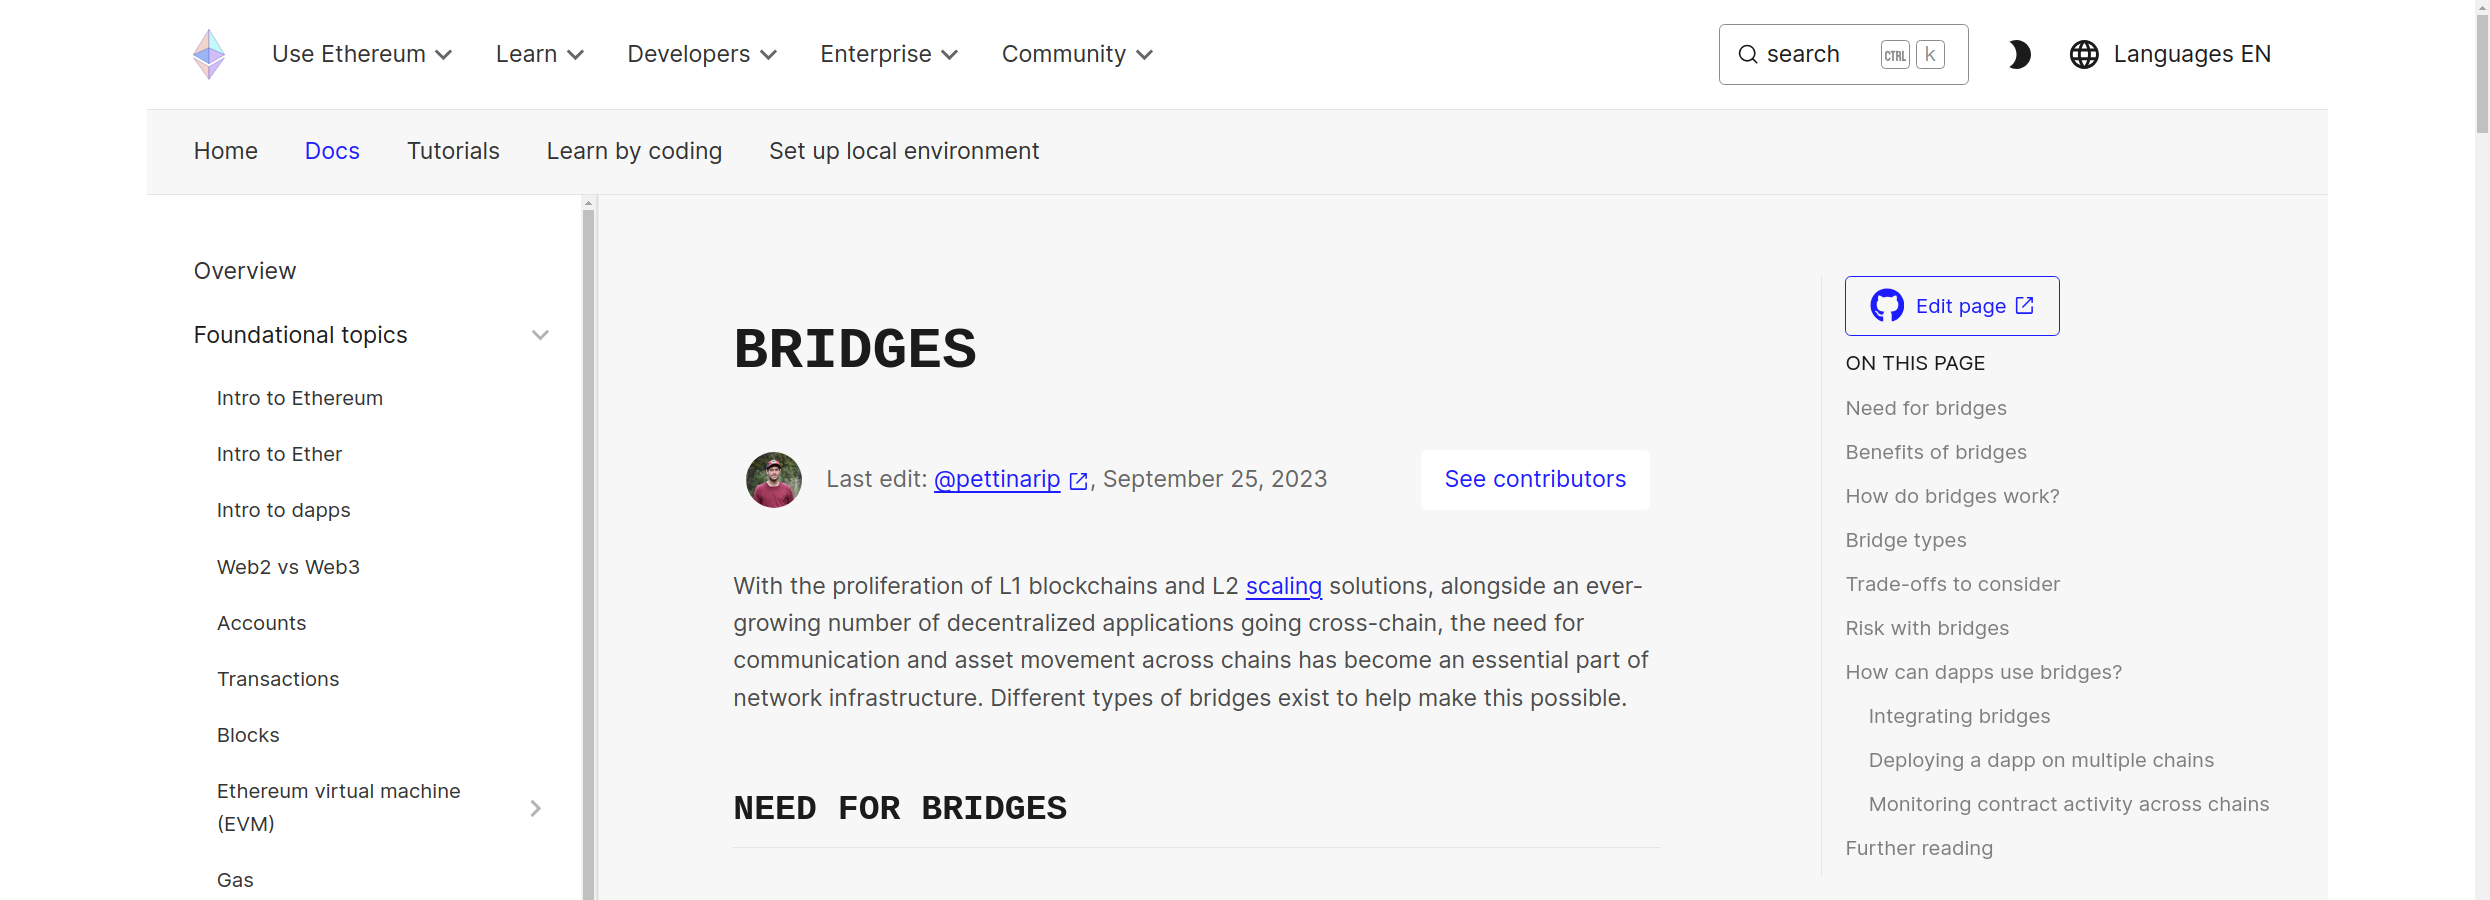 Use Ethereum Learn Developers Enterprise Community search CTRL k Languages EN
Home Docs Tutorials Learn by coding Set up local environment
Overview
Foundational topics
Intro to Ethereum
Intro to Ether
Intro to dapps
Web2 vs Web3
Accounts
Transactions
Blocks
Ethereum virtual machine
(EVM)
Gas
BRIDGES
Last edit: @pettinarip , September 25, 2023 See contributors
With the proliferation of L1 blockchains and L2 scaling solutions, alongside an ever-
growing number of decentralized applications going cross-chain, the need for
communication and asset movement across chains has become an essential part of
network infrastructure. Different types of bridges exist to help make this possible.
NEED FOR BRIDGES
Edit page
ON THIS PAGE
Need for bridges
Benefits of bridges
How do bridges work?
Bridge types
Trade-offs to consider
Risk with bridges
How can dapps use bridges?
Integrating bridges
Deploying a dapp on multiple chains
Monitoring contract activity across chains
Further reading